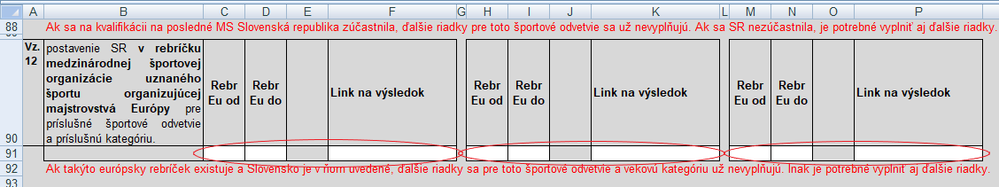 A B C D E F G H I J K L M N O P
88 Ak sa na kvalifikácii na posledné MS Slovenská republika zúčastnila, ďalšie riadky pre toto športové odvetvie sa už nevyplňujú. Ak sa SR nezúčastnila, je potrebné vyplniť aj ďalšie riadky.
Vz. 12
postavenie SR v rebríčku
medzinárodnej športovej
organizácie uznaného
športu organizujúcej
majstrovstvá Európy pre
príslušné športové odvetvie
a príslušnú kategóriu.
Rebr Eu od
Rebr Eu do
Link na výsledok
Rebr Eu od
Rebr Eu do
Link na výsledok
Rebr Eu od
Rebr Eu do
Link na výsledok
90
91
92 Ak takýto európsky rebríček existuje a Slovensko je v ňom uvedené, ďalšie riadky sa pre toto športové odvetvie a vekovú kategóriu už nevyplňujú. Inak je potrebné vyplniť aj ďalšie riadky.
93